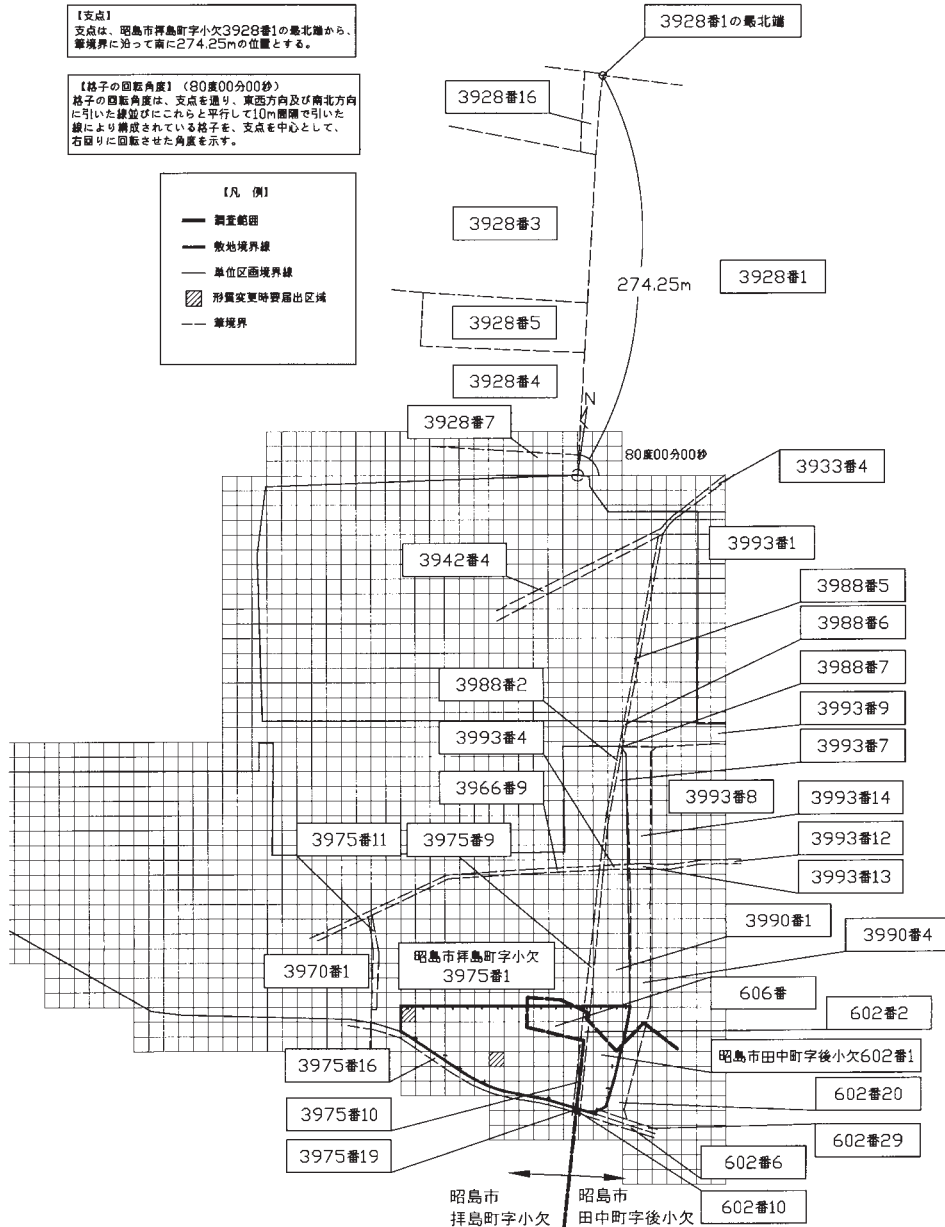 【支点】
支点は、昭島市拝島町字小欠3928番1の最北端から、
筆境界に沿って南に274.25mの位置とする。
【格子の回転角度】（80度00分00秒）
格子の回転角度は、支点を通り、東西方向及び南北方向
に引いた線並びにこれらと平行して10m間隔で引いた
線により構成されている格子を、支点を中心として、
右回りに回転させた角度を示す。
【凡 例】
調査範囲
敷地境界線
単位区画境界線
形質変更時要届出区域
筆境界
3928番1の最北端
3928番16
3928番3
274.25m
3928番1
3928番5
3928番4
N
3928番7
80度00分00秒
3933番4
3993番1
3942番4
3988番5
3988番6
3988番7
3988番2
3993番9
3993番4
3993番7
3966番9
3993番8
3993番14
3975番11
3975番9
3993番12
3993番13
3990番1
3990番4
3970番1
昭島市拝島町字小欠
3975番1
606番
602番2
昭島市田中町字後小欠602番1
3975番16
602番20
3975番10
602番29
3975番19
602番6
602番10
昭島市
拝島町字小欠
昭島市
田中町字後小欠